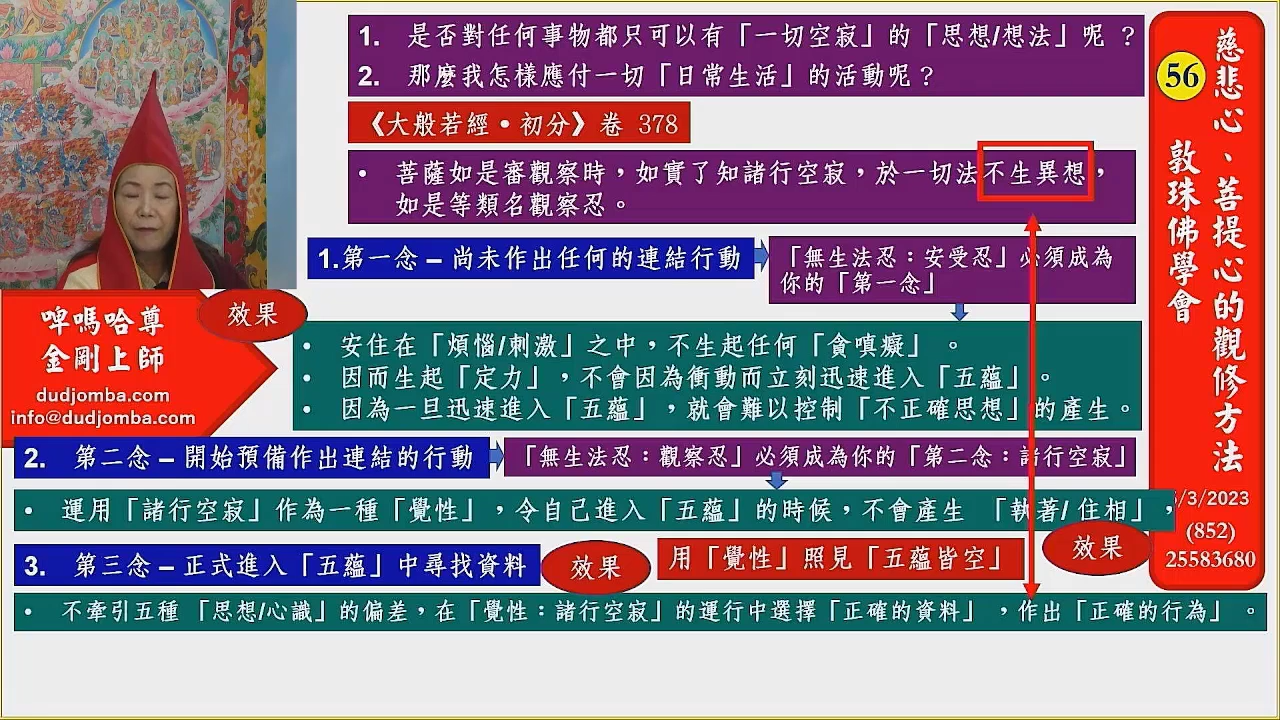 1. 是否對任何事物都只可以有「一切空寂」的「思想/想法」呢 ?
2. 那麼我怎樣應付一切「日常生活」的活動呢?
《大般若經•初分》卷 378
• 菩薩如是審觀察時,如實了知諸行空寂,於一切法不生異想,
如是等類名觀察忍。
1.第一念 – 尚未作出任何的連結行動
「無生法忍:安受忍」必須成為
你的「第一念」
效果
• 安住在「煩惱/刺激」之中,不生起任何「貪嗔癡」 。
• 因而生起「定力」,不會因為衝動而立刻迅速進入「五蘊」。
• 因為一旦迅速進入「五蘊」,就會難以控制「不正確思想」的產生。
啤嗎哈尊
金剛上師
dudjomba.com
info@dudjomba.com
2. 第二念 – 開始預備作出連結的行動
「無生法忍:觀察忍」必須成為你的「第二念:諸行空寂」
• 運用「諸行空寂」作為一種「覺性」,令自己進入「五蘊」的時候,不會產生 「執著/ 住相」,
3. 第三念 – 正式進入「五蘊」中尋找資料
效果
用「覺性」照見「五蘊皆空」
效果
• 不牽引五種 「思想/心識」的偏差,在「覺性:諸行空寂」的運行中選擇「正確的資料」 ,作出「正確的行為」 。
56
慈悲心、菩提心的觀修方法
敦珠佛學會
/3/2023
(852)
25583680